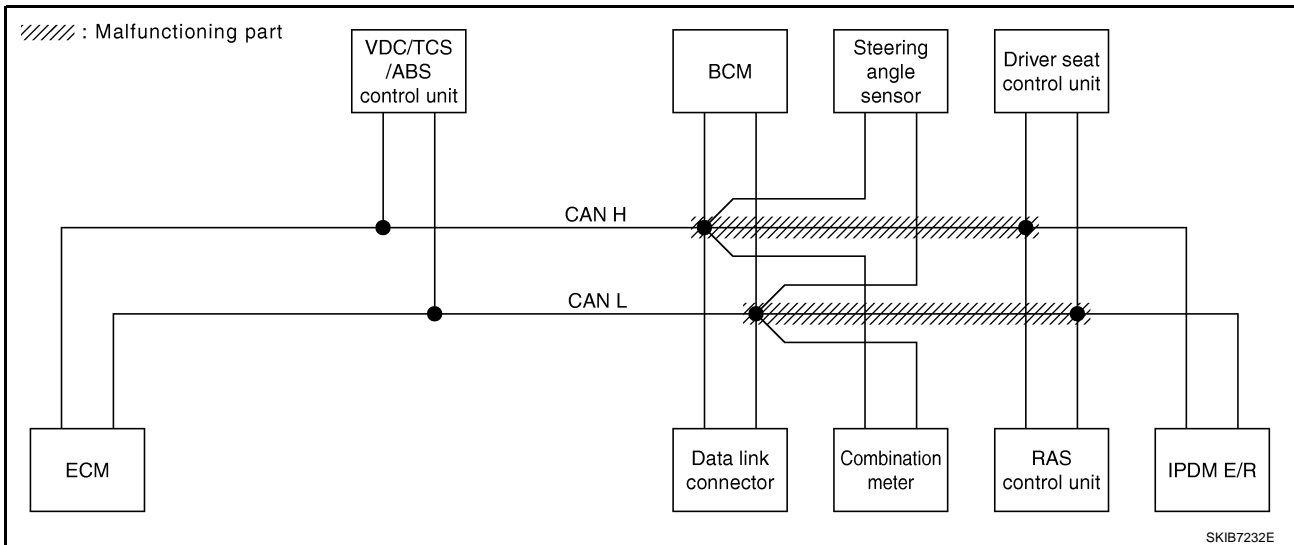 : Malfunctioning part
VDC/TCS
/ABS
control unit
BCM
Steering
angle
sensor
Driver seat
control unit
CAN H
CAN L
ECM
Data link
connector
Combination
meter
RAS
control unit
IPDM E/R
SKIB7232E